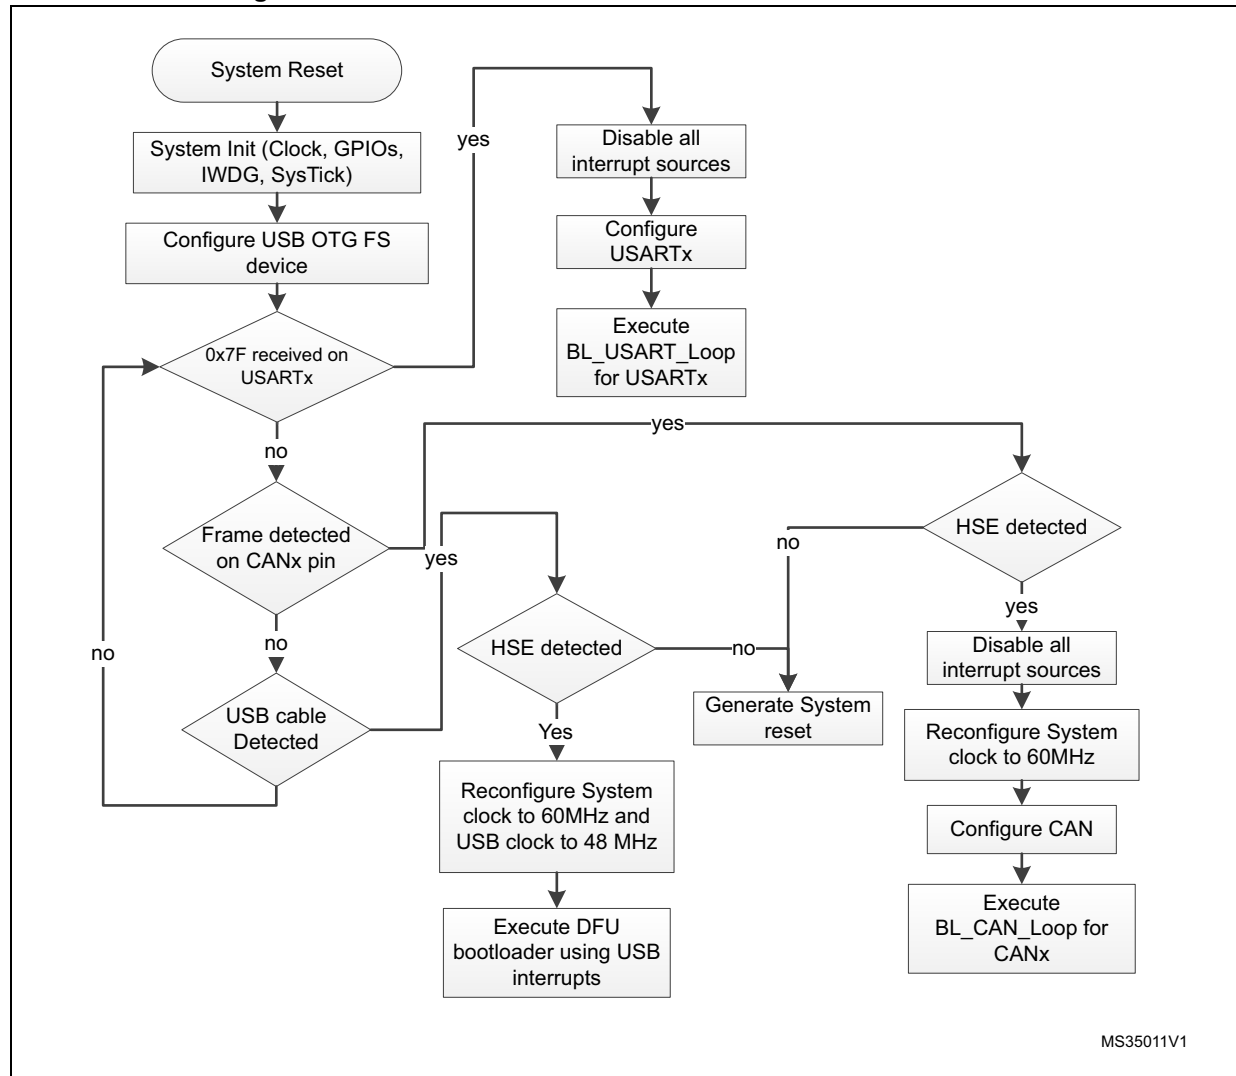 System Reset
System Init (Clock, GPIOs,
IWDG, SysTick)
Configure USB OTG FS
device
0x7F received on
USARTx
yes
Disable all
interrupt sources
Configure
USARTx
Execute
BL_USART_Loop
for USARTx
no
Frame detected
on CANx pin
yes
HSE detected
no
yes
Disable all
interrupt sources
Reconfigure System
clock to 60MHz
Configure CAN
Execute
BL_CAN_Loop for
CANx
no
USB cable
Detected
no
yes
HSE detected
no
Generate System
reset
Yes
Reconfigure System
clock to 60MHz and
USB clock to 48 MHz
Execute DFU
bootloader using USB
interrupts
MS35011V1